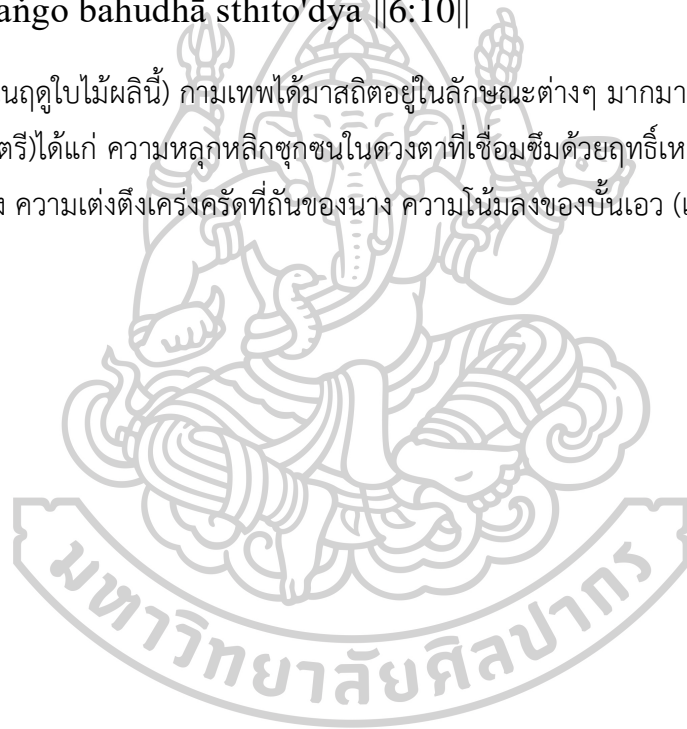 aṅgo bahudhā sthito'dya ||6:10||
นฤดูใบไม้ผลินี้) กามเทพได้มาสถิตอยู่ในลักษณะต่างๆ มากมา
ตรี)ได้แก่ ความหลุกหลิกซุกซนในดวงตาที่เชื่อมซึมด้วยฤทธิ์เห
ง ความเต่งตึงเคร่งครัดที่ถันของนาง ความโน้มลงของบั้นเอว (เ
มหาวิทยาลัยศิลปากร